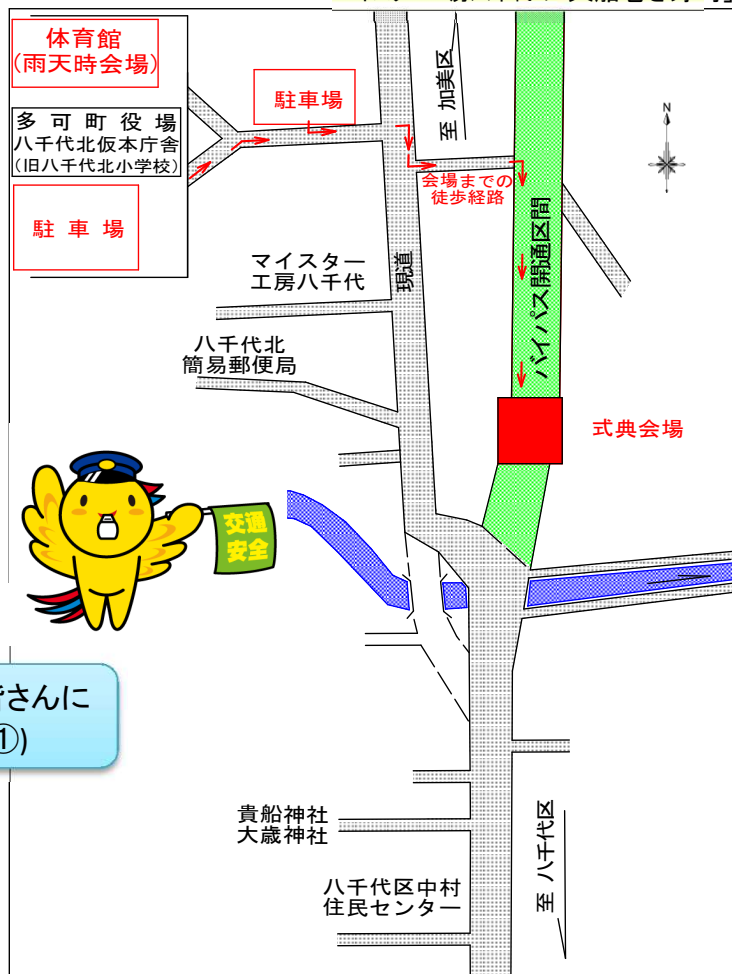 体育館
(雨天時会場)
駐車場
多可町役場
八千代北仮本庁舎
(旧八千代北小学校)
駐車場
至 加美区
N
会場までの
徒歩経路
マイスター
工房八千代
現道
バイパス開通区間
八千代北
簡易郵便局
式典会場
交通
安全
さんに
①)
貴船神社
大歳神社
八千代区中村
住民センター
至 八千代区